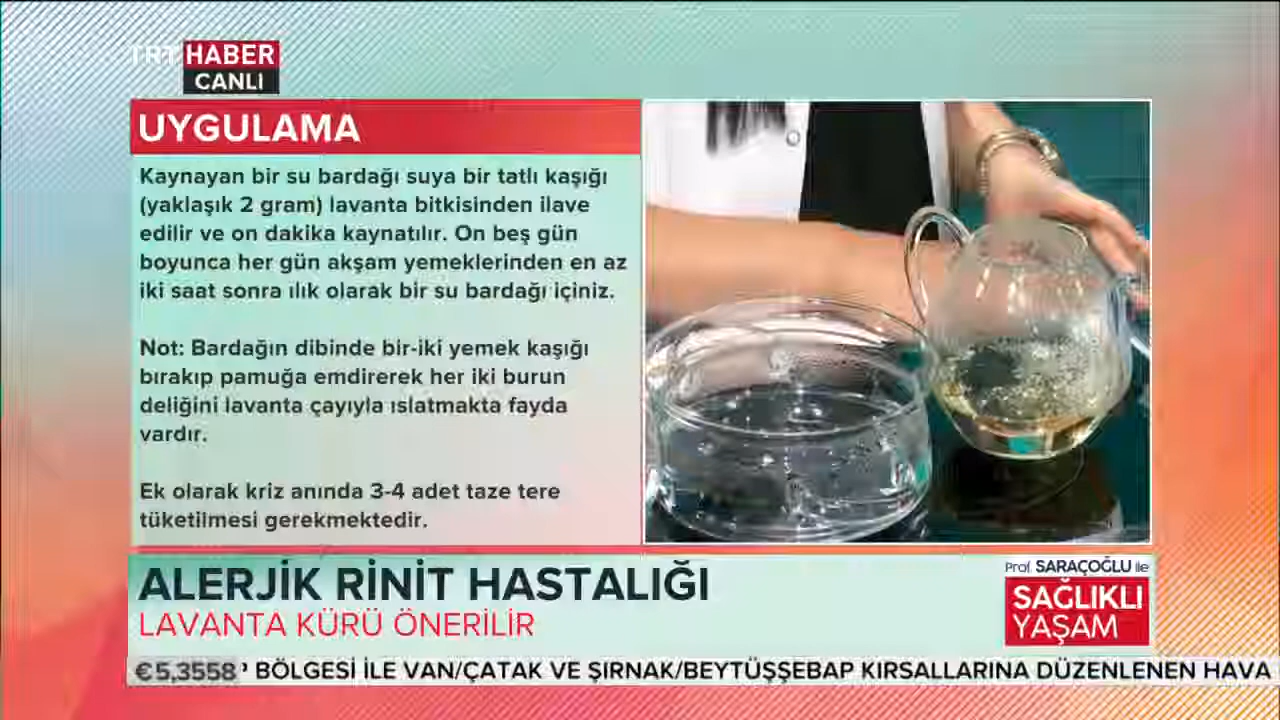 TRT HABER
CANLI
UYGULAMA
Kaynayan bir su bardağı suya bir tatlı kaşığı
(yaklaşık 2 gram) lavanta bitkisinden ilave
edilir ve on dakika kaynatılır. On beş gün
boyunca her gün akşam yemeklerinden en az
iki saat sonra ılık olarak bir su bardağı içiniz.
Not: Bardağın dibinde bir-iki yemek kaşığı
bırakıp pamuğa emdirerek her iki burun
deliğini lavanta çayıyla ıslatmakta fayda
vardır.
Ek olarak kriz anında 3-4 adet taze tere
tüketilmesi gerekmektedir.
ALERJİK RİNİT HASTALIĞI
LAVANTA KÜRÜ ÖNERİLİR
Prof. SARAÇOĞLU ile
SAĞLIKLI
YAŞAM
€ 5,3558 BÖLGESİ İLE VAN/ÇATAK VE ŞIRNAK/BEYTÜŞŞEBAP KIRSALLARINA DÜZENLENEN HAVA